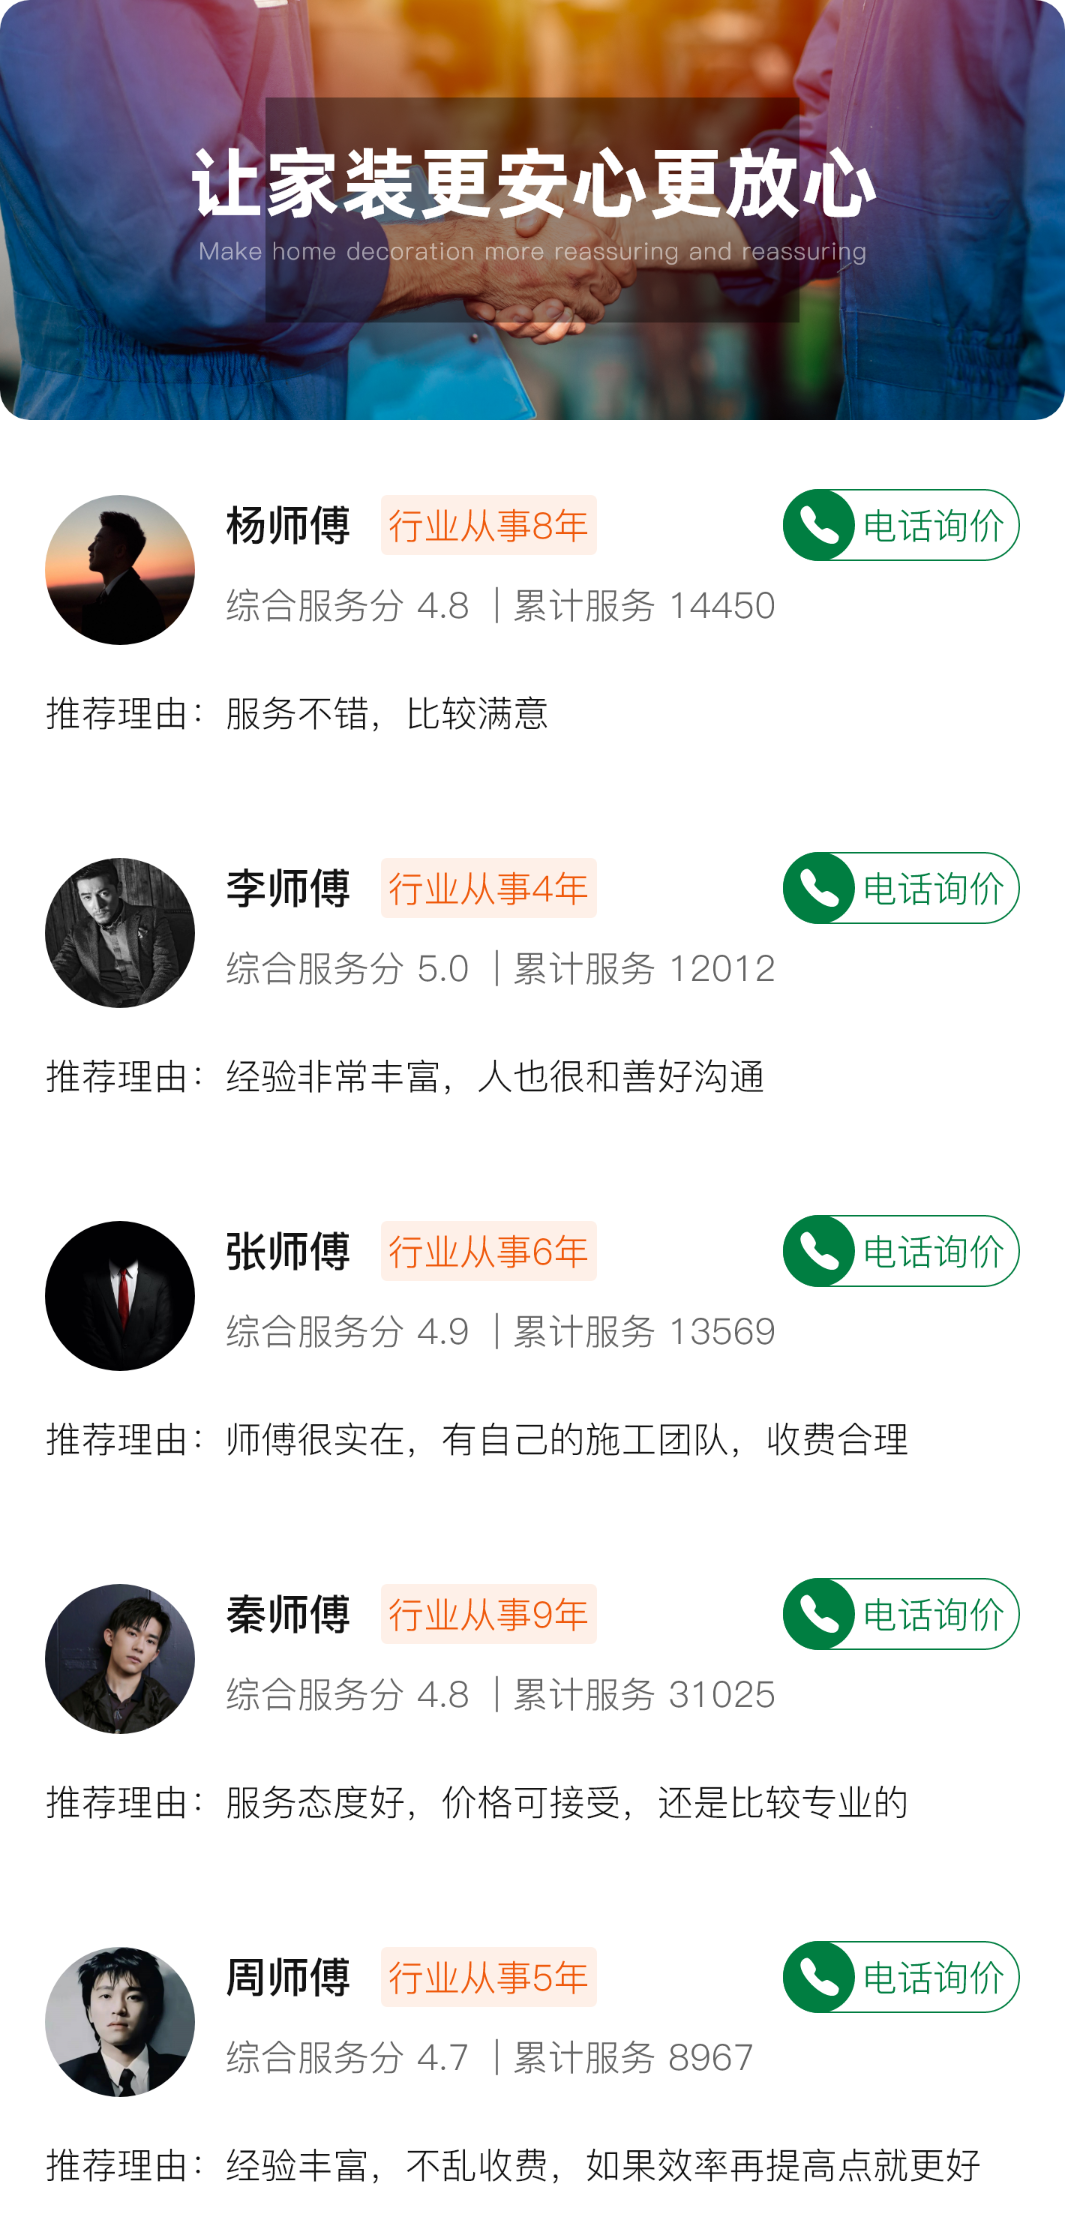 让家装更安心更放心
Make home decoration more reassuring and reassuring
杨师傅 行业从事8年 电话询价
综合服务分 4.8 | 累计服务 14450
推荐理由：服务不错，比较满意
李师傅 行业从事4年 电话询价
综合服务分 5.0 | 累计服务 12012
推荐理由：经验非常丰富，人也很和善好沟通
张师傅 行业从事6年 电话询价
综合服务分 4.9 | 累计服务 13569
推荐理由：师傅很实在，有自己的施工团队，收费合理
秦师傅 行业从事9年 电话询价
综合服务分 4.8 | 累计服务 31025
推荐理由：服务态度好，价格可接受，还是比较专业的
周师傅 行业从事5年 电话询价
综合服务分 4.7 | 累计服务 8967
推荐理由：经验丰富，不乱收费，如果效率再提高点就更好